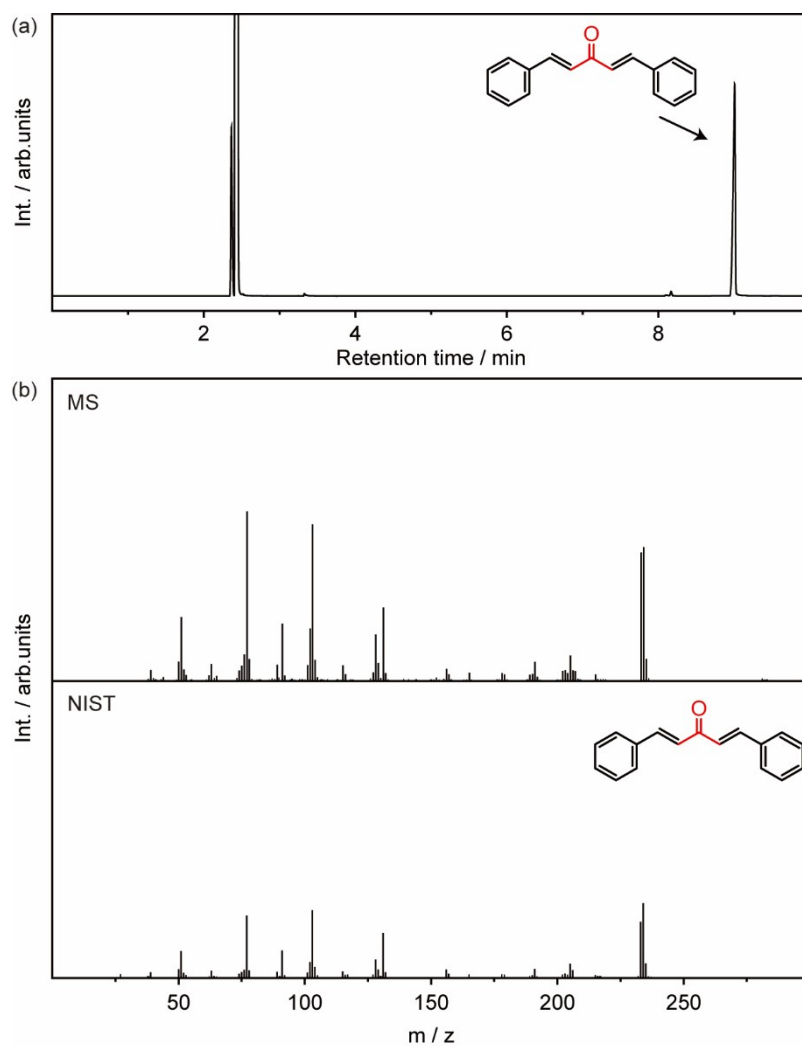 (a)
Int. / arb.units
O
2
4
6
8
Retention time / min
(b)
MS
Int. / arb.units
NIST
O
50
100
150
200
250
m / z